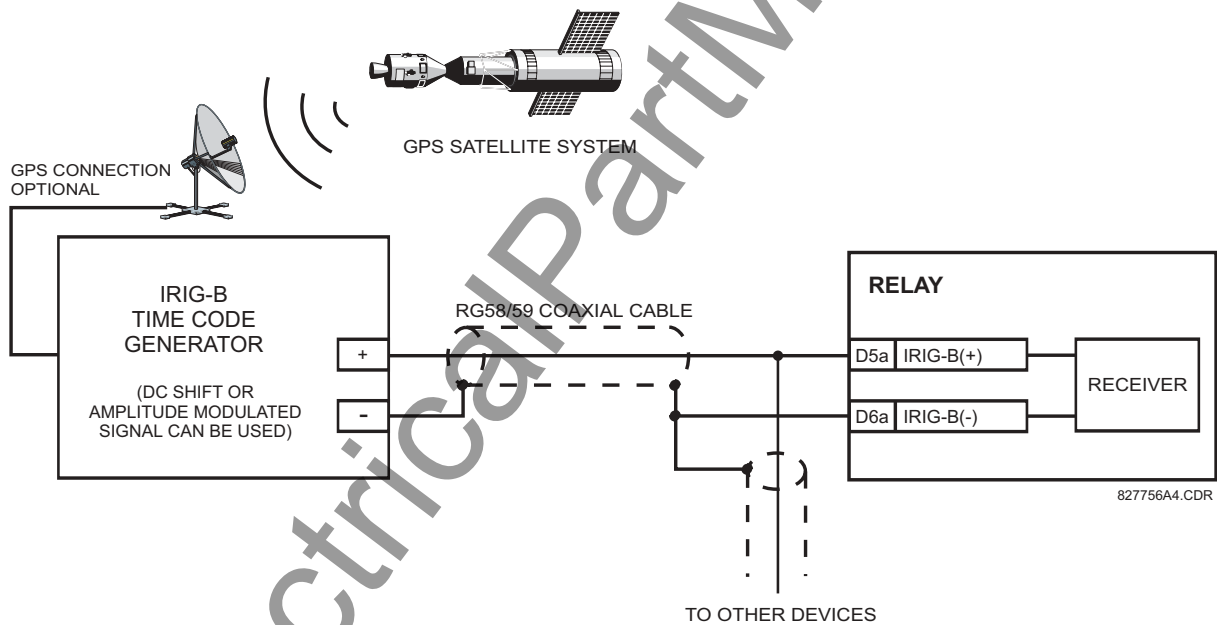 GPS SATELLITE SYSTEM
GPS CONNECTION
OPTIONAL
IRIG-B
TIME CODE
GENERATOR
(DC SHIFT OR
AMPLITUDE MODULATED
SIGNAL CAN BE USED)
+
-
RG58/59 COAXIAL CABLE
RELAY
D5a IRIG-B(+)
D6a IRIG-B(-)
RECEIVER
827756A4.CDR
TO OTHER DEVICES
ctricalPartM